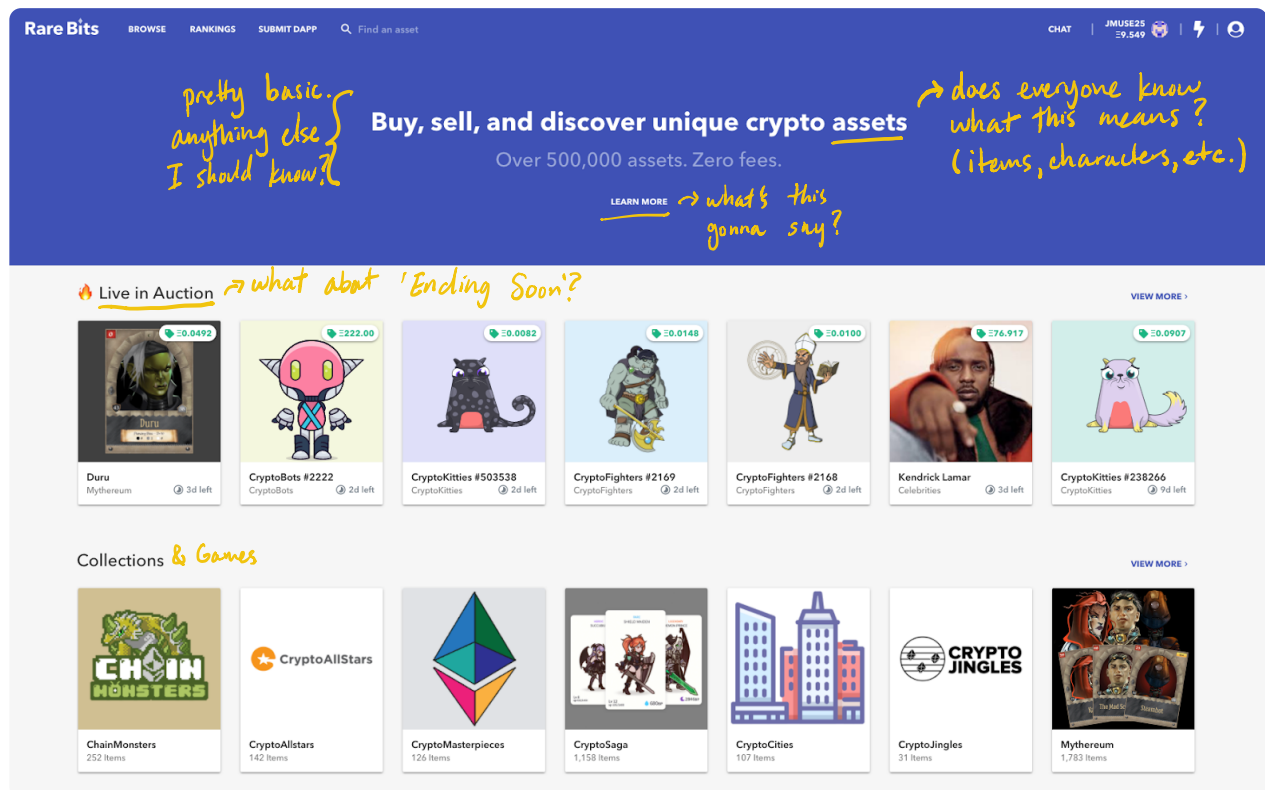 Rare Bits BROWSE RANKINGS SUBMIT DAPP Find an asset CHAT JMUSE25
Ξ9.549
pretty basic.
anything else
I should know?
Buy, sell, and discover unique crypto assets
Over 500,000 assets. Zero fees.
does everyone know
what this means?
(items, characters, etc.)
LEARN MORE
what's this
gonna say?
Live in Auction what about 'Ending Soon'? VIEW MORE ›
Ξ0.0492 Ξ222.00 Ξ0.0082 Ξ0.0148 Ξ0.0100 Ξ76.917 Ξ0.0907
Duru
Duru CryptoBots #2222 CryptoKitties #503538 CryptoFighters #2169 CryptoFighters #2168 Kendrick Lamar CryptoKitties #238266
Mythereum 3d left CryptoBots 2d left CryptoKitties 2d left CryptoFighters 2d left CryptoFighters 2d left Celebrities 3d left CryptoKitties 9d left
Collections & Games VIEW MORE ›
CHAIN
MONSTERS
CryptoAllStars
CRYPTO
JINGLES
ChainMonsters CryptoAllstars CryptoMasterpieces CryptoSaga CryptoCities CryptoJingles Mythereum
252 Items 142 Items 126 Items 1,158 Items 107 Items 31 Items 1,783 Items